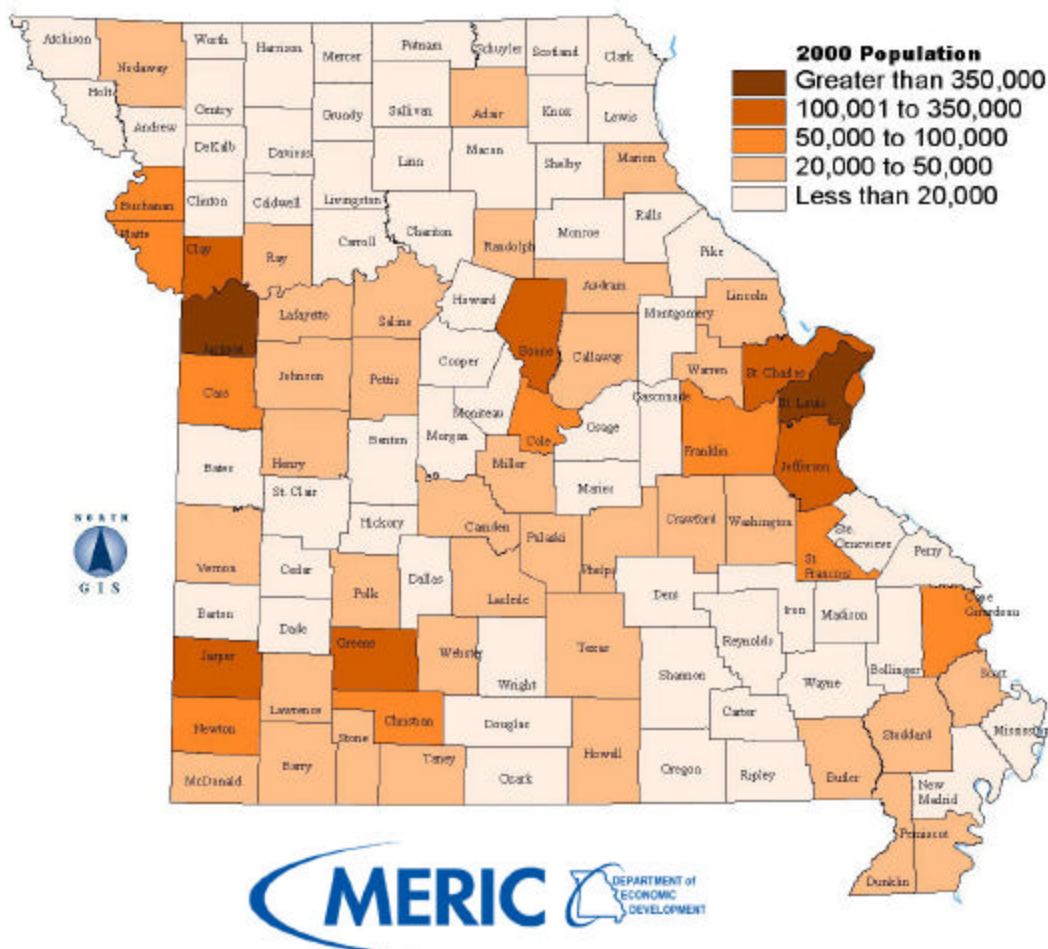 2000 Population
Greater than 350,000
100,001 to 350,000
50,000 to 100,000
20,000 to 50,000
Less than 20,000
Atchison
Nodaway
Worth
Harrison
Mercer
Putnam
Schuyler
Scotland
Clark
Holt
Andrew
Gentry
Grundy
Sullivan
Adair
Knox
Lewis
DeKalb
Daviess
Linn
Macon
Shelby
Marion
Buchanan
Clinton
Caldwell
Livingston
Chariton
Randolph
Monroe
Ralls
Pike
Platte
Clay
Ray
Carroll
Howard
Audrain
Lincoln
Jackson
Lafayette
Saline
Boone
Callaway
Montgomery
Warren
St. Charles
St. Louis
Cass
Johnson
Pettis
Cooper
Moniteau
Cole
Osage
Gasconade
Franklin
Jefferson
Bates
Henry
Benton
Morgan
Miller
Maries
St. Clair
Hickory
Camden
Pulaski
Phelps
Crawford
Washington
St
Francois
Ste.
Genevieve
Perry
Vernon
Cedar
Polk
Dallas
Laclede
Dent
Iron
Madison
Cape
Girardeau
Barton
Dade
Greene
Webster
Wright
Texas
Shannon
Reynolds
Wayne
Bollinger
Scott
Jasper
Lawrence
Christian
Douglas
Howell
Carter
Stoddard
Mississippi
Newton
Stone
Taney
Ozark
Oregon
Ripley
Butler
New
Madrid
McDonald
Barry
Pemiscot
Dunklin
NORTH
GIS
MERIC
DEPARTMENT of
ECONOMIC
DEVELOPMENT